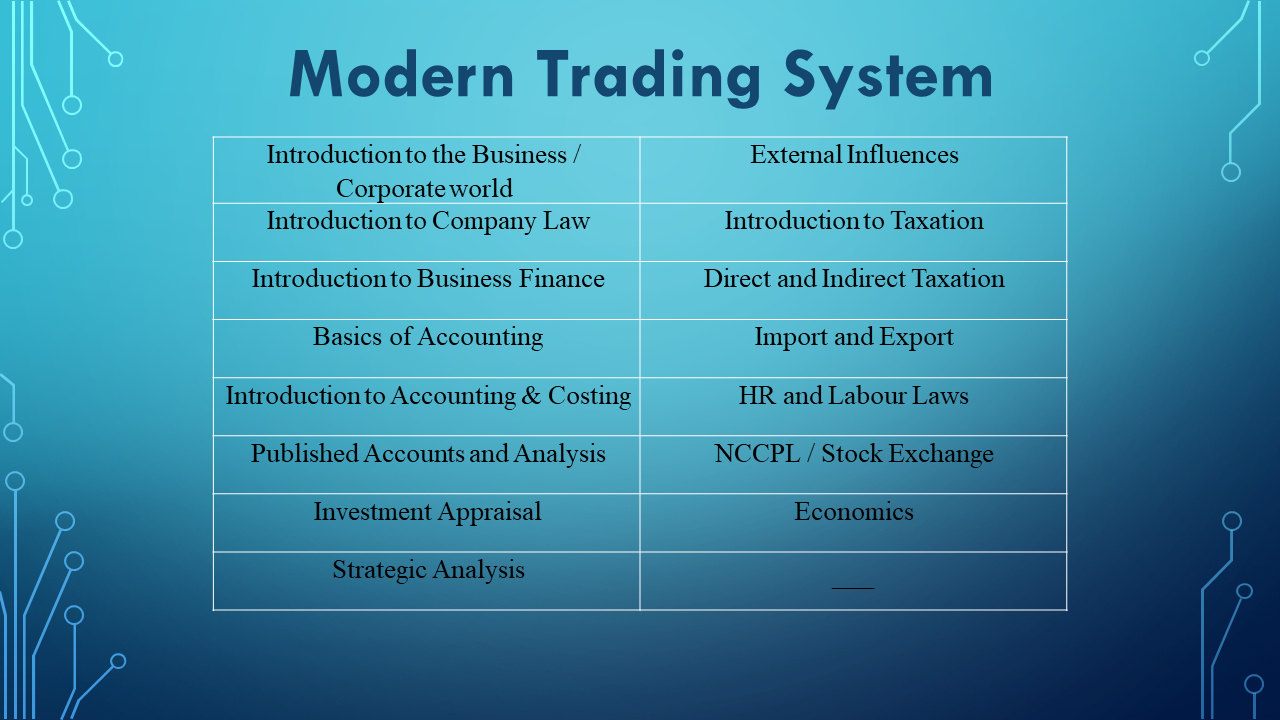 Modern Trading System
Introduction to the Business /
Corporate world
External Influences
Introduction to Company Law
Introduction to Taxation
Introduction to Business Finance
Direct and Indirect Taxation
Basics of Accounting
Import and Export
Introduction to Accounting & Costing
HR and Labour Laws
Published Accounts and Analysis
NCCPL / Stock Exchange
Investment Appraisal
Economics
Strategic Analysis
___